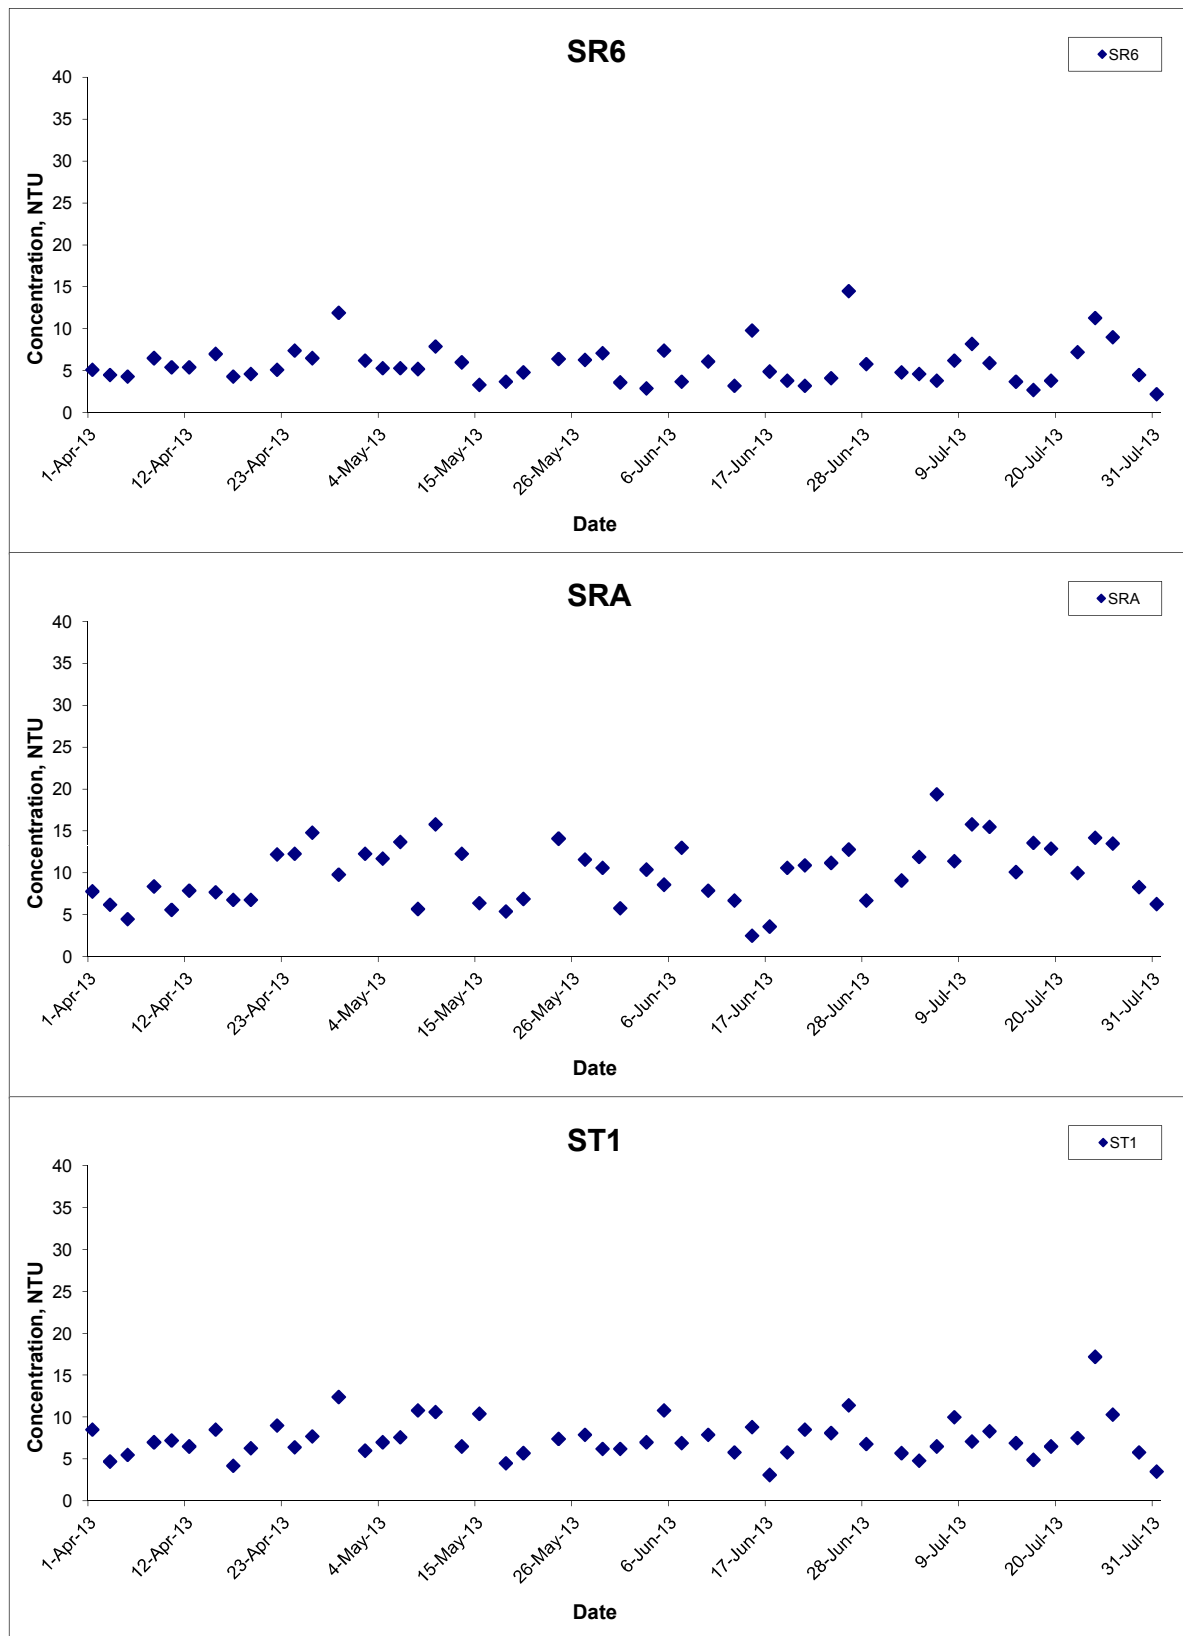 SR6
SR6
40
35
30
25
20
15
10
5
0
Concentration, NTU
1-Apr-13
12-Apr-13
23-Apr-13
4-May-13
15-May-13
26-May-13
6-Jun-13
17-Jun-13
28-Jun-13
9-Jul-13
20-Jul-13
31-Jul-13
Date
SRA
SRA
40
35
30
25
20
15
10
5
0
Concentration, NTU
1-Apr-13
12-Apr-13
23-Apr-13
4-May-13
15-May-13
26-May-13
6-Jun-13
17-Jun-13
28-Jun-13
9-Jul-13
20-Jul-13
31-Jul-13
Date
ST1
ST1
40
35
30
25
20
15
10
5
0
Concentration, NTU
1-Apr-13
12-Apr-13
23-Apr-13
4-May-13
15-May-13
26-May-13
6-Jun-13
17-Jun-13
28-Jun-13
9-Jul-13
20-Jul-13
31-Jul-13
Date